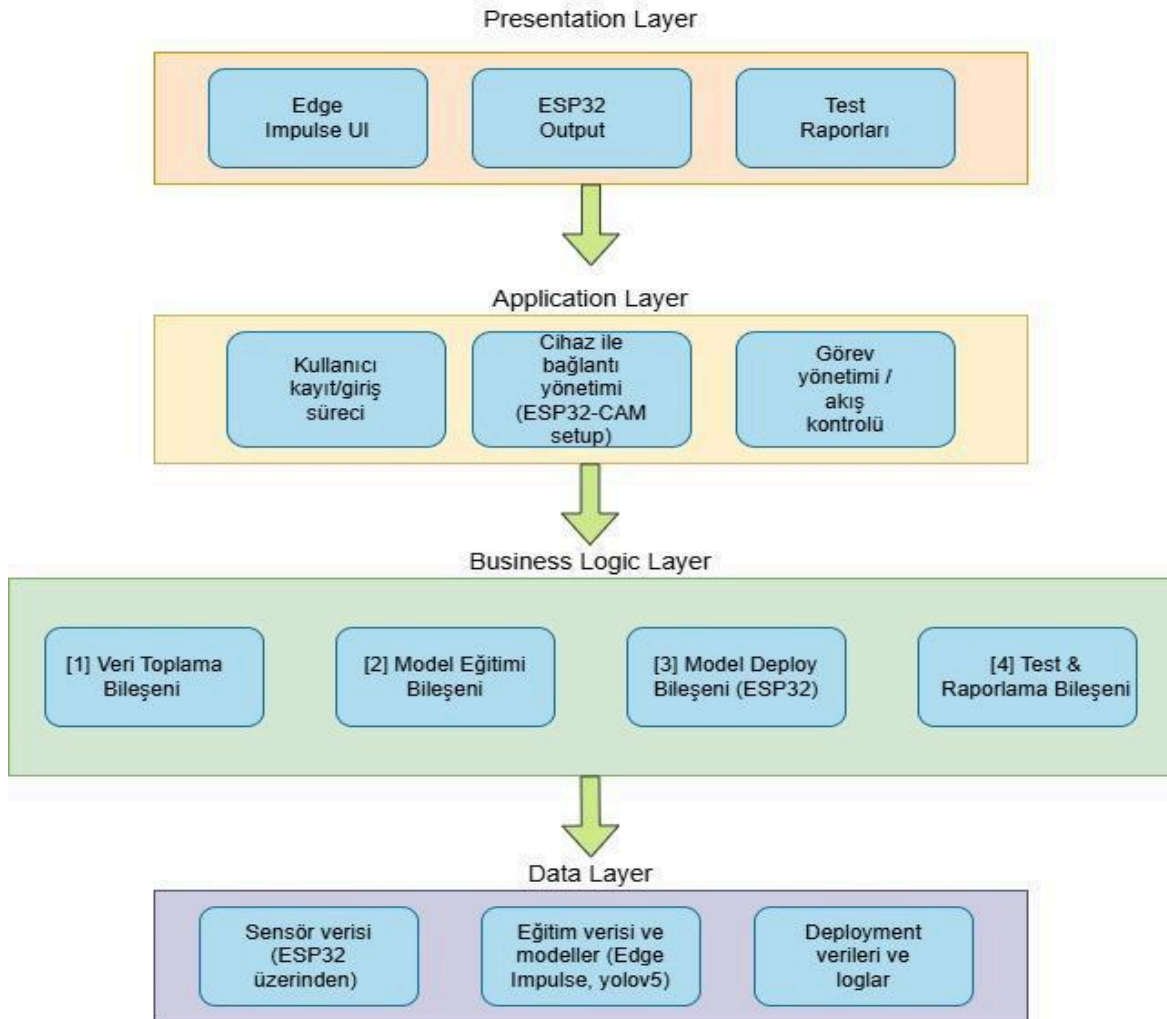 Presentation Layer
Edge
Impulse UI
ESP32
Output
Test
Raporları
Application Layer
Kullanıcı
kayıt/giriş
süreci
Cihaz ile
bağlantı
yönetimi
(ESP32-CAM
setup)
Görev
yönetimi /
akış
kontrolü
Business Logic Layer
[1] Veri Toplama
Bileşeni
[2] Model Eğitimi
Bileşeni
[3] Model Deploy
Bileşeni (ESP32)
[4] Test &
Raporlama Bileşeni
Data Layer
Sensör verisi
(ESP32
üzerinden)
Eğitim verisi ve
modeller (Edge
Impulse, yolov5)
Deployment
verileri ve
loglar